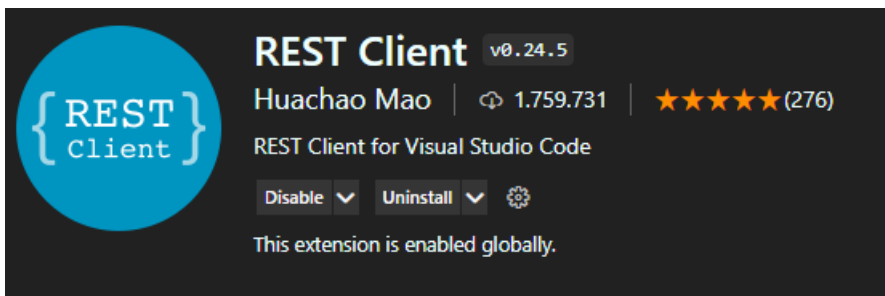 { REST
Client }
REST Client v0.24.5
Huachao Mao 1.759.731 ★★★★★(276)
REST Client for Visual Studio Code
Disable Uninstall
This extension is enabled globally.